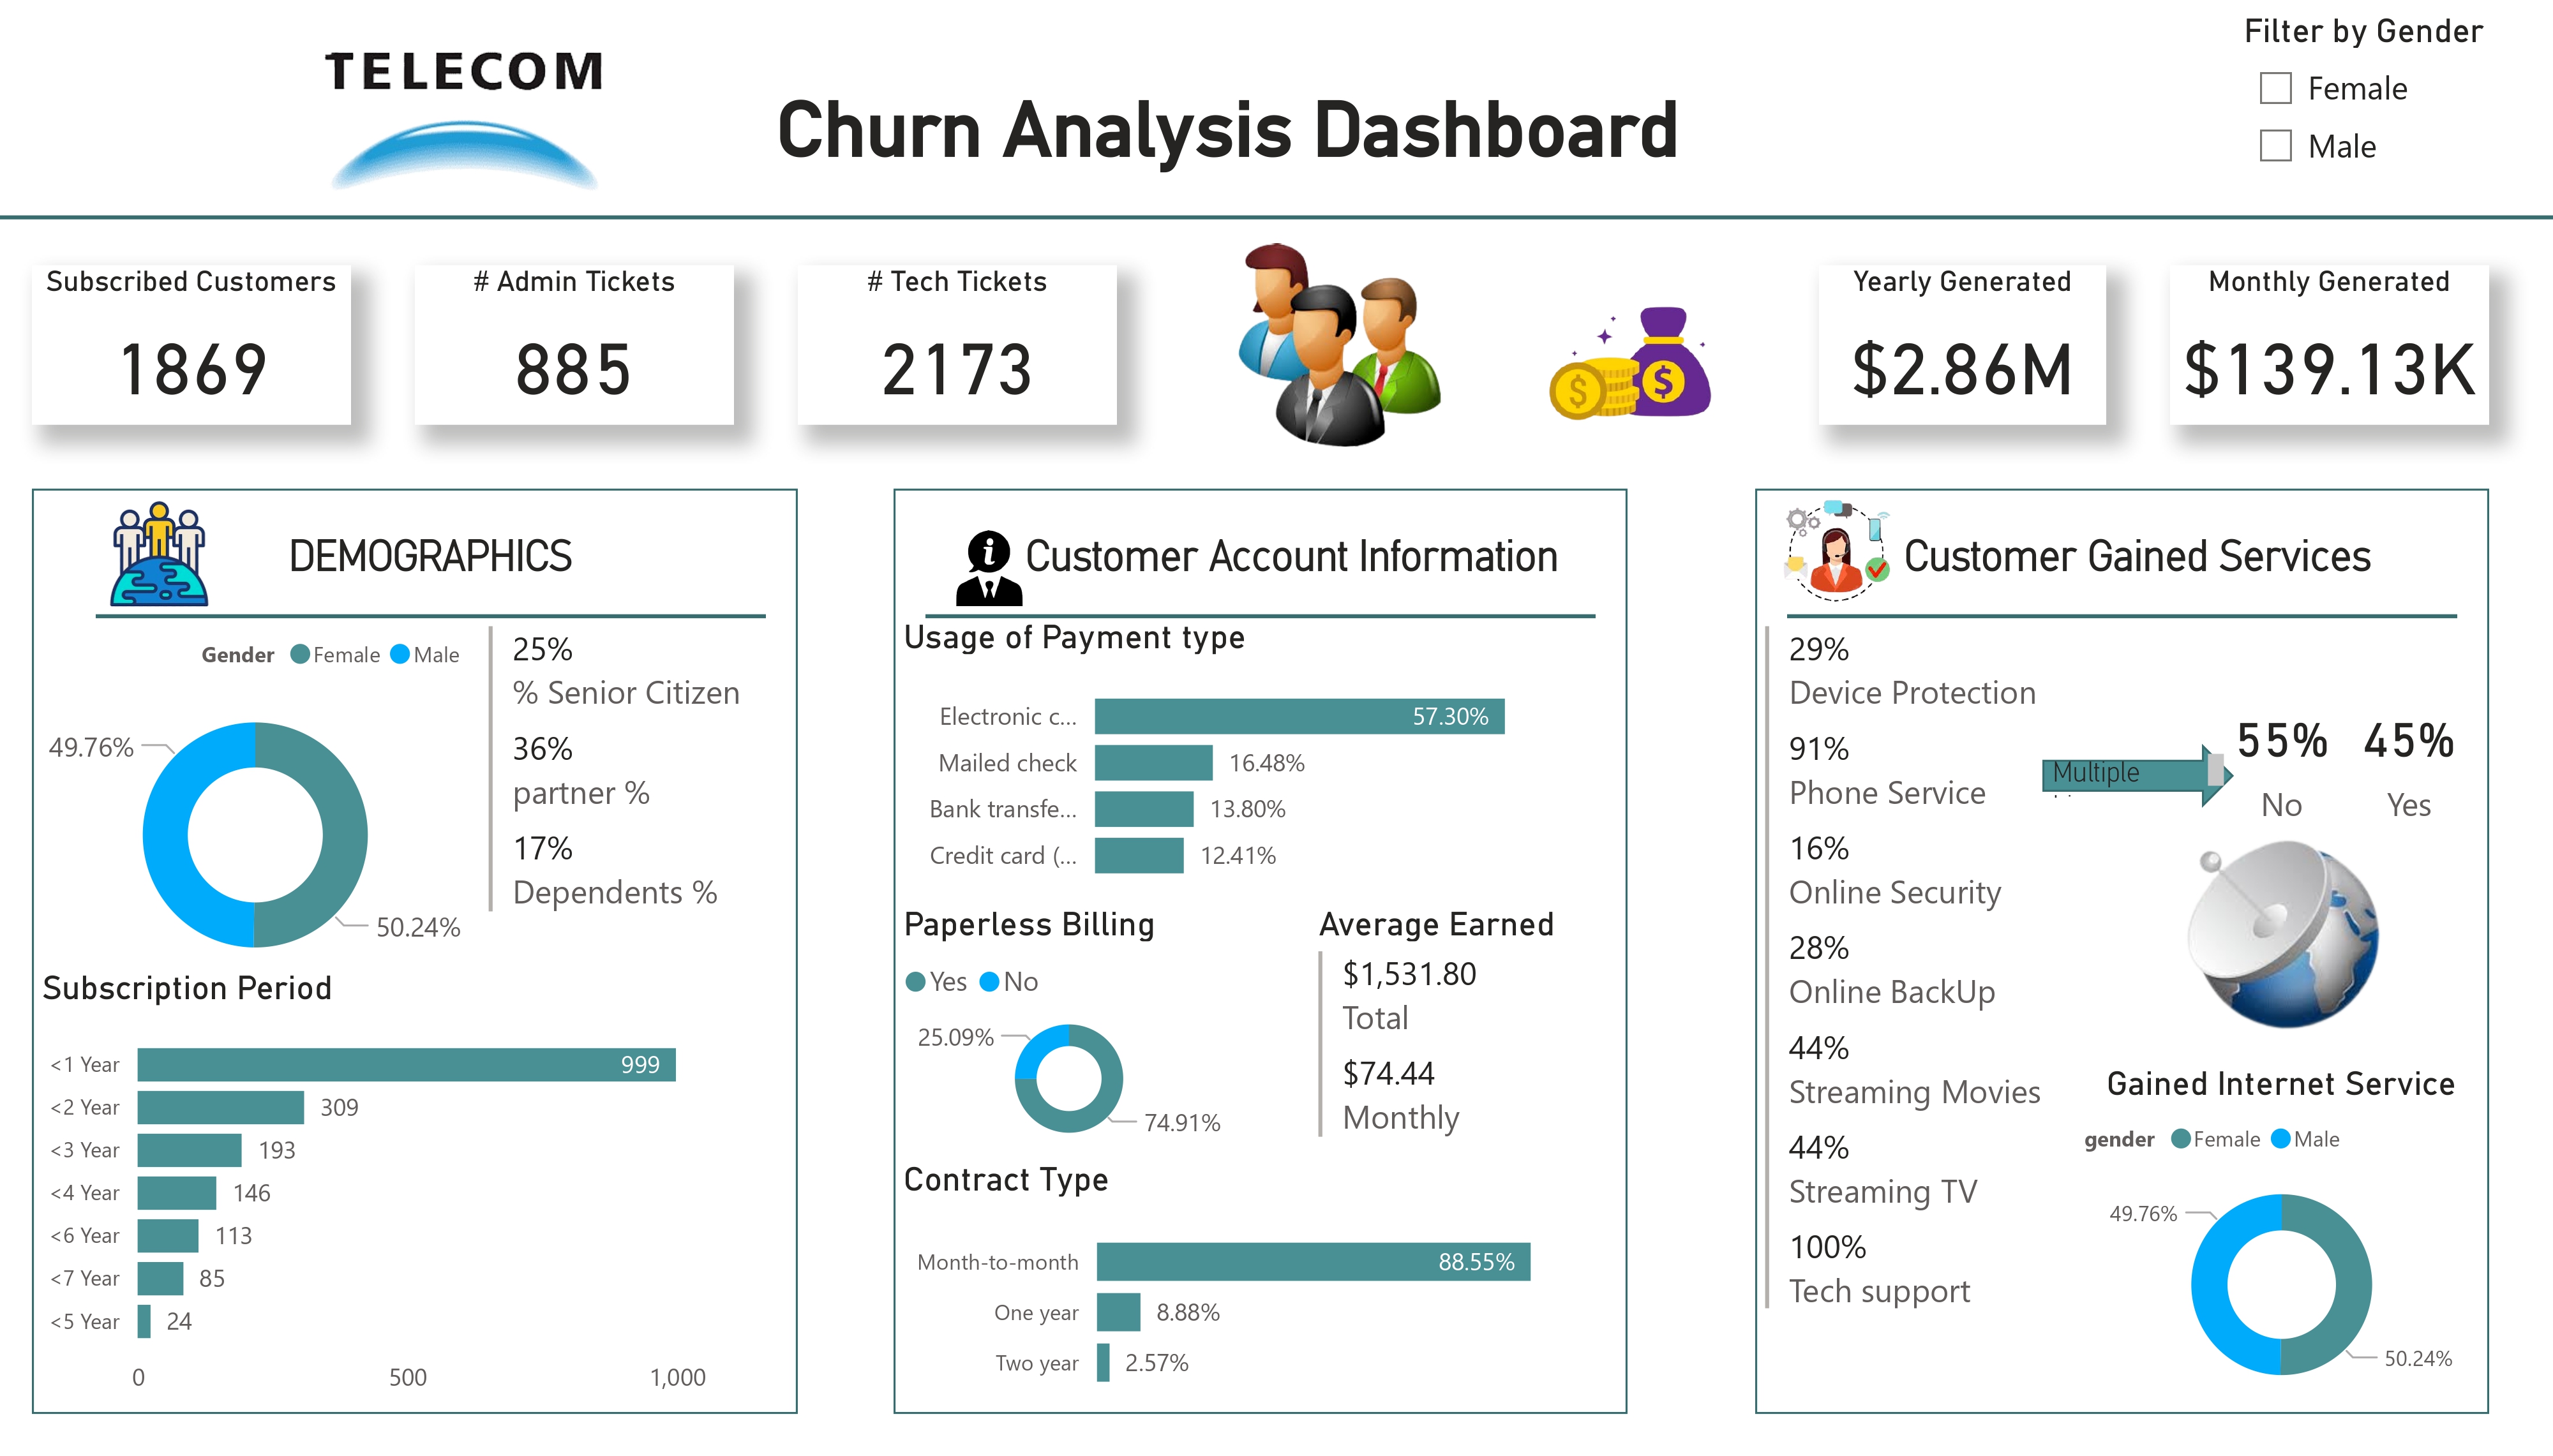 TELECOM
Churn Analysis Dashboard
Filter by Gender
Female
Male
Subscribed Customers
1869
# Admin Tickets
885
# Tech Tickets
2173
Yearly Generated
$2.86M
Monthly Generated
$139.13K
DEMOGRAPHICS
Gender Female Male
49.76%
50.24%
25%
% Senior Citizen
36%
partner %
17%
Dependents %
Subscription Period
<1 Year 999
<2 Year 309
<3 Year 193
<4 Year 146
<6 Year 113
<7 Year 85
<5 Year 24
0 500 1,000
Customer Account Information
Usage of Payment type
Electronic c... 57.30%
Mailed check 16.48%
Bank transfe... 13.80%
Credit card (... 12.41%
Paperless Billing
Yes No
25.09%
74.91%
Average Earned
$1,531.80
Total
$74.44
Monthly
Contract Type
Month-to-month 88.55%
One year 8.88%
Two year 2.57%
Customer Gained Services
29%
Device Protection
91%
Phone Service
16%
Online Security
28%
Online BackUp
44%
Streaming Movies
44%
Streaming TV
100%
Tech support
Multiple
55% 45%
No Yes
Gained Internet Service
gender Female Male
49.76%
50.24%